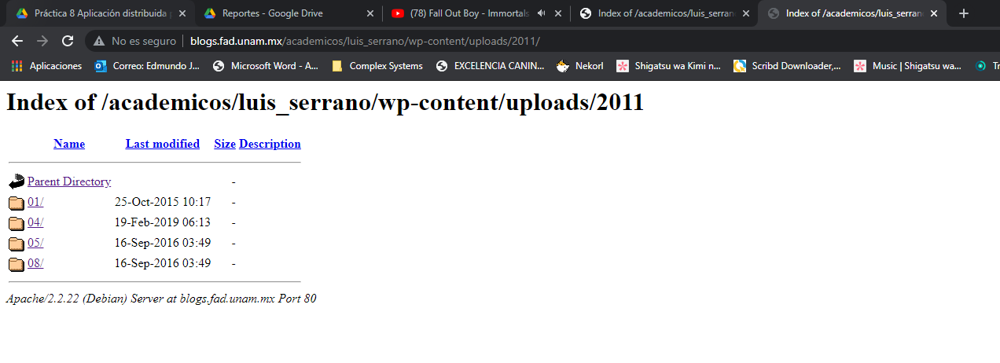 Práctica 8 Aplicación distribuida
Reportes - Google Drive
(78) Fall Out Boy - Immortals
Index of /academicos/luis_serrano
Index of /academicos/luis_serran
No es seguro
blogs.fad.unam.mx/academicos/luis_serrano/wp-content/uploads/2011/
Aplicaciones
Correo: Edmundo J...
Microsoft Word - A...
Complex Systems
EXCELENCIA CANIN...
Nekorl
Shigatsu wa Kimi n...
Scribd Downloader,...
Music | Shigatsu wa...
Index of /academicos/luis_serrano/wp-content/uploads/2011
Name Last modified Size Description
Parent Directory -
01/ 25-Oct-2015 10:17 -
04/ 19-Feb-2019 06:13 -
05/ 16-Sep-2016 03:49 -
08/ 16-Sep-2016 03:49 -
Apache/2.2.22 (Debian) Server at blogs.fad.unam.mx Port 80